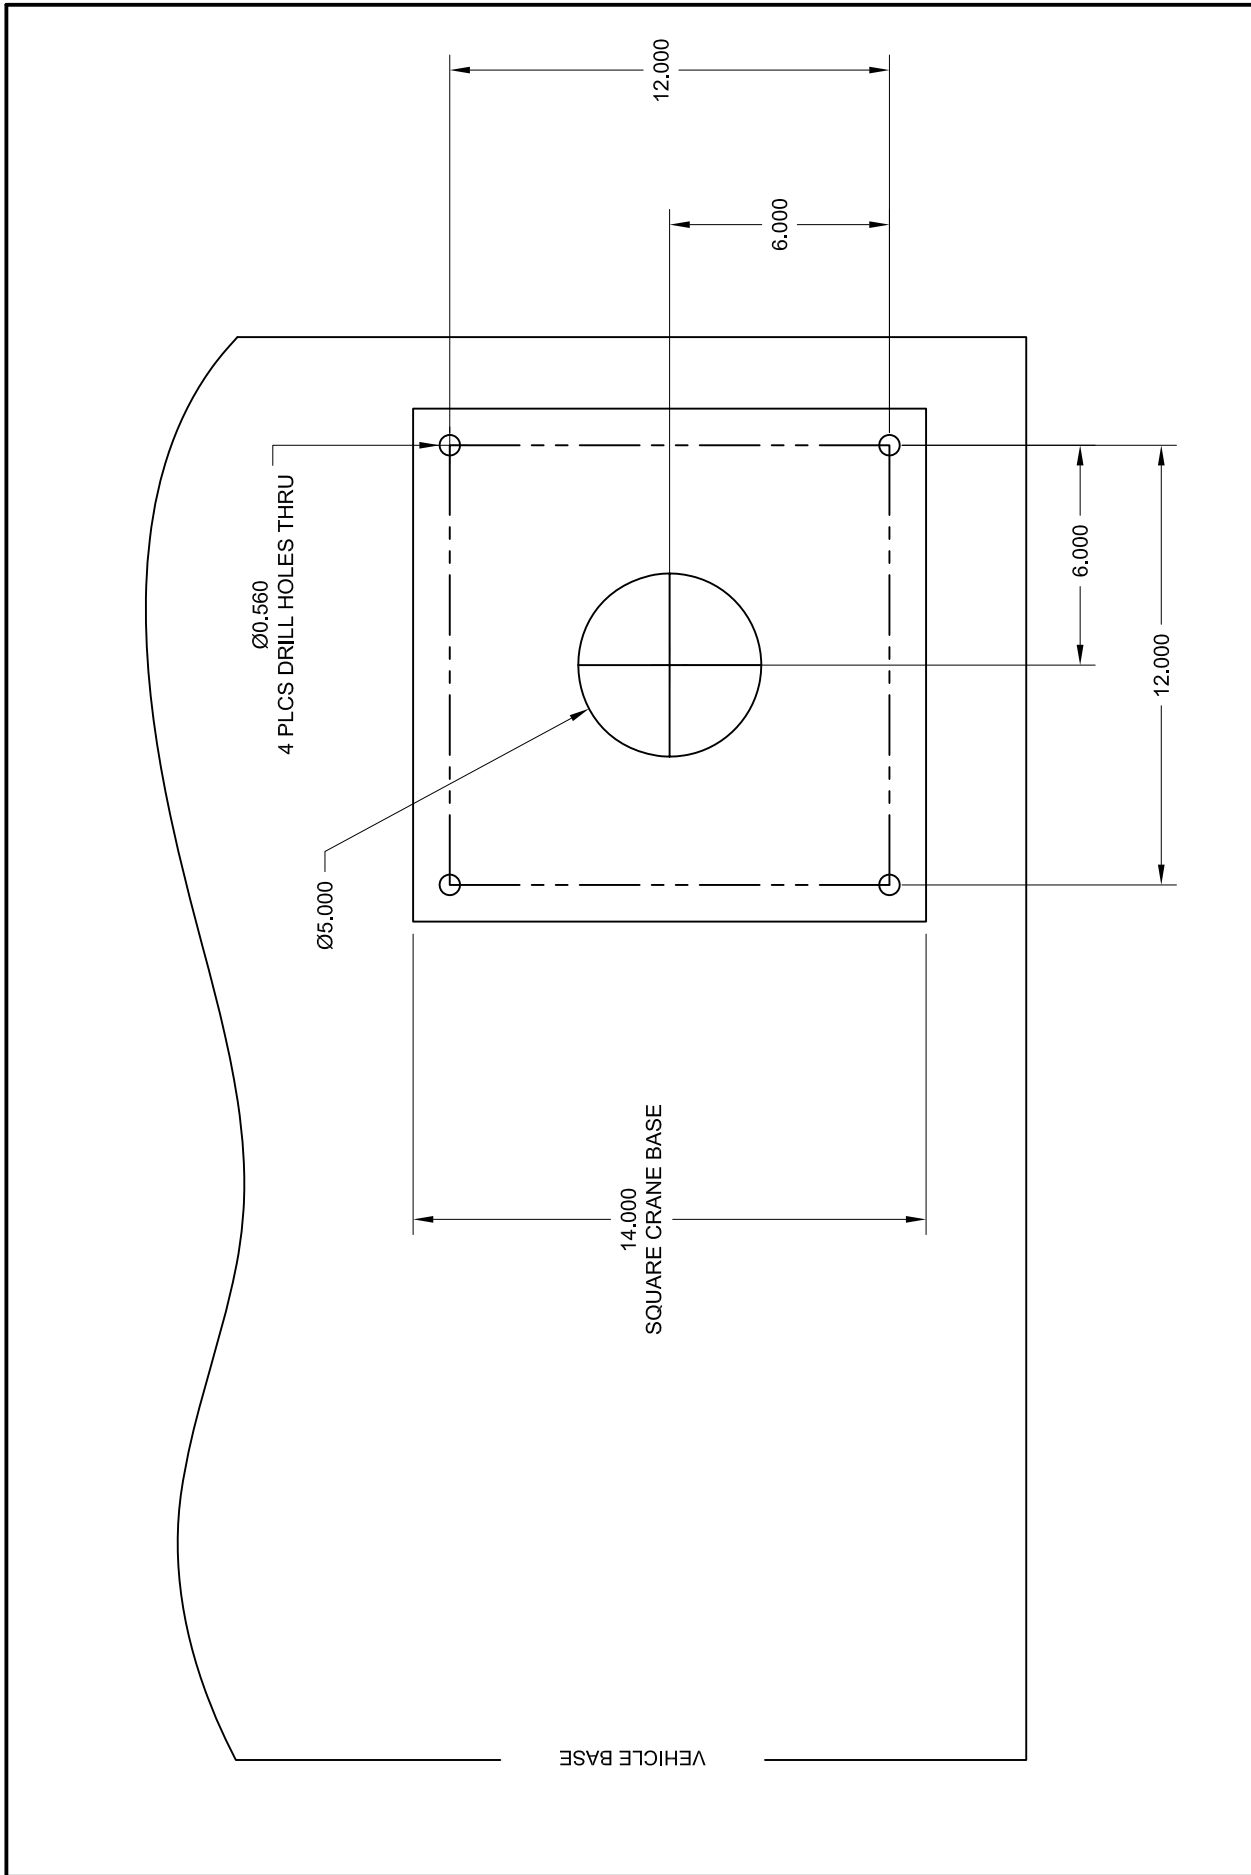 12.000
6.000
Ø0.560
4 PLCS DRILL HOLES THRU
6.000
12.000
Ø5.000
14.000
SQUARE CRANE BASE
VEHICLE BASE